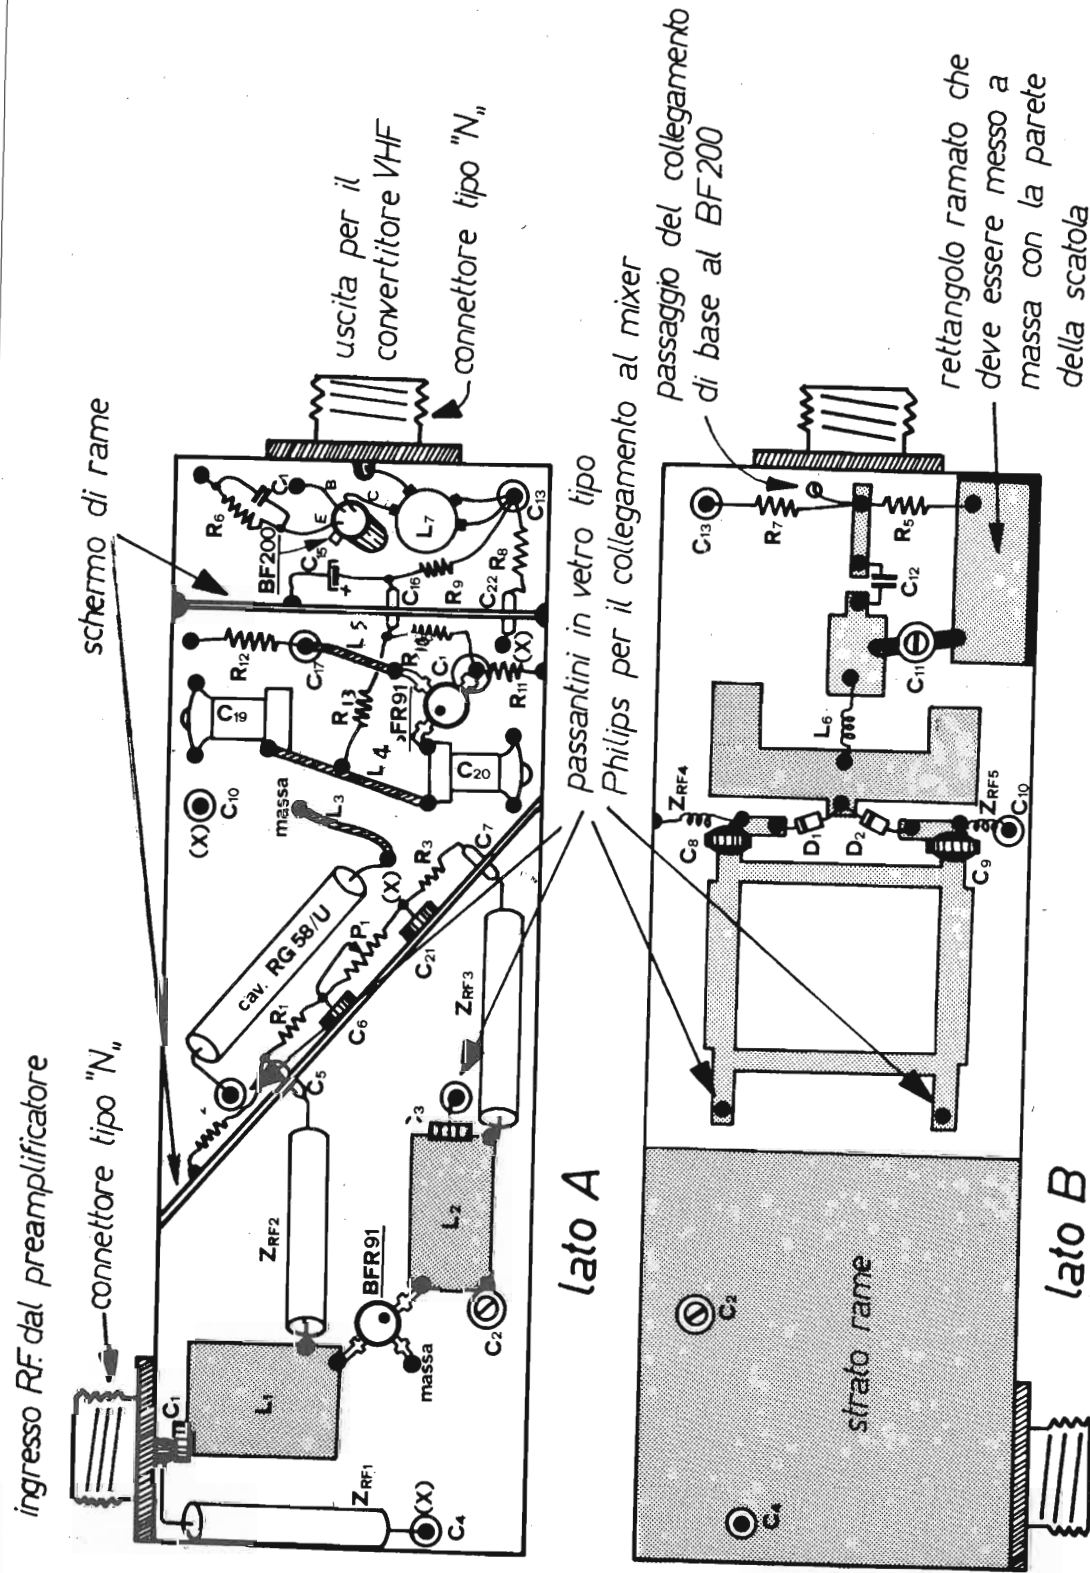 ingresso RF dal preamplificatore
connettore tipo "N„
schermo di rame
uscita per il
convertitore VHF
connettore tipo "N„
C1
L1
ZRF1
(X)
C4
ZRF2
BFR91
massa
C2
L2
ZRF3
C5
R1
C6
P1
C21
(X)
R3
C7
cav. RG 58/U
massa
L3
(X)
C10
C19
L4
C20
R13
R12
C17
L5
R10
C1
R11
(X)
C22
R8
R9
C16
C15
BF200
R6
C1
E
B
C
L7
C13
lato A
passantini in vetro tipo
Philips per il collegamento al mixer
passaggio del collegamento
di base al BF200
rettangolo ramato che
deve essere messo a
massa con la parete
della scatola
C4
C2
strato rame
C8
ZRF4
D1
D2
C9
ZRF5
C10
L6
C11
C12
R5
R7
C13
lato B